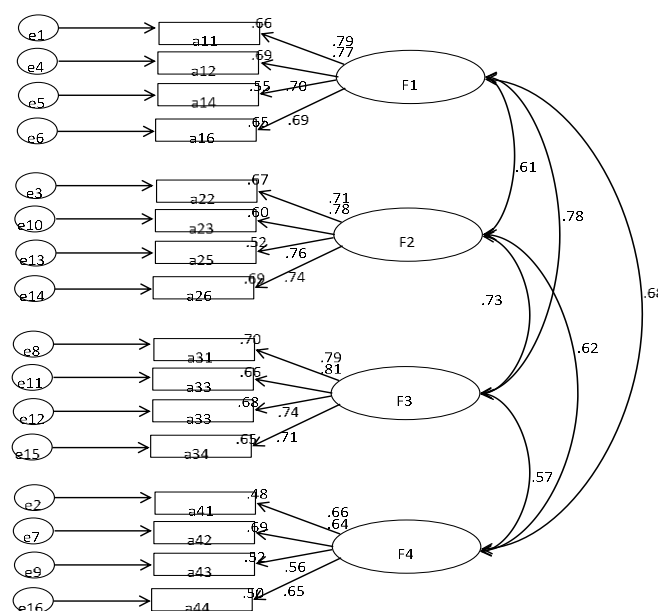 e1 a11 .66 .79
.77
e4 a12 .69
F1
e5 a14 .55 .70
e6 a16 .65 .69
.61
e3 a22 .67 .71
.78
e10 a23 .60
F2
.78
e13 a25 .52 .76
e14 a26 .69 .74
.68
.73
e8 a31 .70 .79
.81
.62
e11 a33 .66
F3
e12 a33 .68 .74
e15 a34 .65 .71
.57
e2 a41 .48 .66
.64
e7 a42 .69
F4
e9 a43 .52 .56
e16 a44 .50 .65